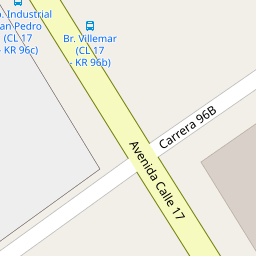 . Industrial
an Pedro
(CL 17
- KR 96c)
Br. Villemar
(CL 17
- KR 96b)
Carrera 96B
Avenida Calle 17